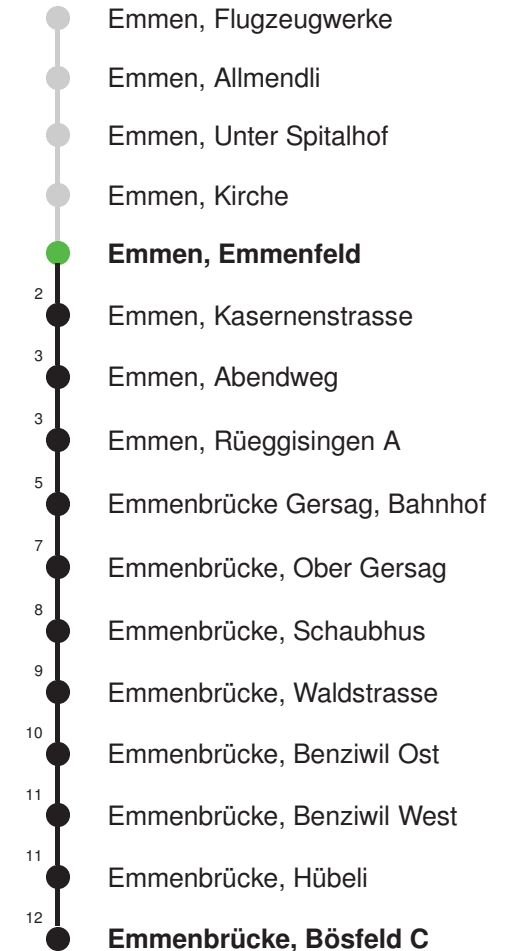 Emmen, Flugzeugwerke
Emmen, Allmendli
Emmen, Unter Spitalhof
Emmen, Kirche
Emmen, Emmenfeld
2 Emmen, Kasernenstrasse
3 Emmen, Abendweg
3 Emmen, Rüeggisingen A
5 Emmenbrücke Gersag, Bahnhof
7 Emmenbrücke, Ober Gersag
8 Emmenbrücke, Schaubhus
9 Emmenbrücke, Waldstrasse
10 Emmenbrücke, Benziwil Ost
11 Emmenbrücke, Benziwil West
11 Emmenbrücke, Hübeli
12 Emmenbrücke, Bösfeld C